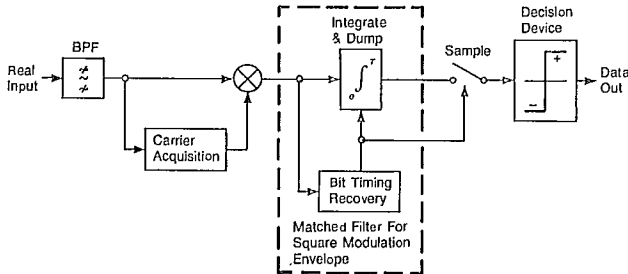 Integrate
& Dump
Decision
Device
BPF
Sample
Real
Input
T
∫
o
+
−
Data
Out
Carrier
Acquisition
Bit Timing
Recovery
Matched Filter For
Square Modulation
Envelope